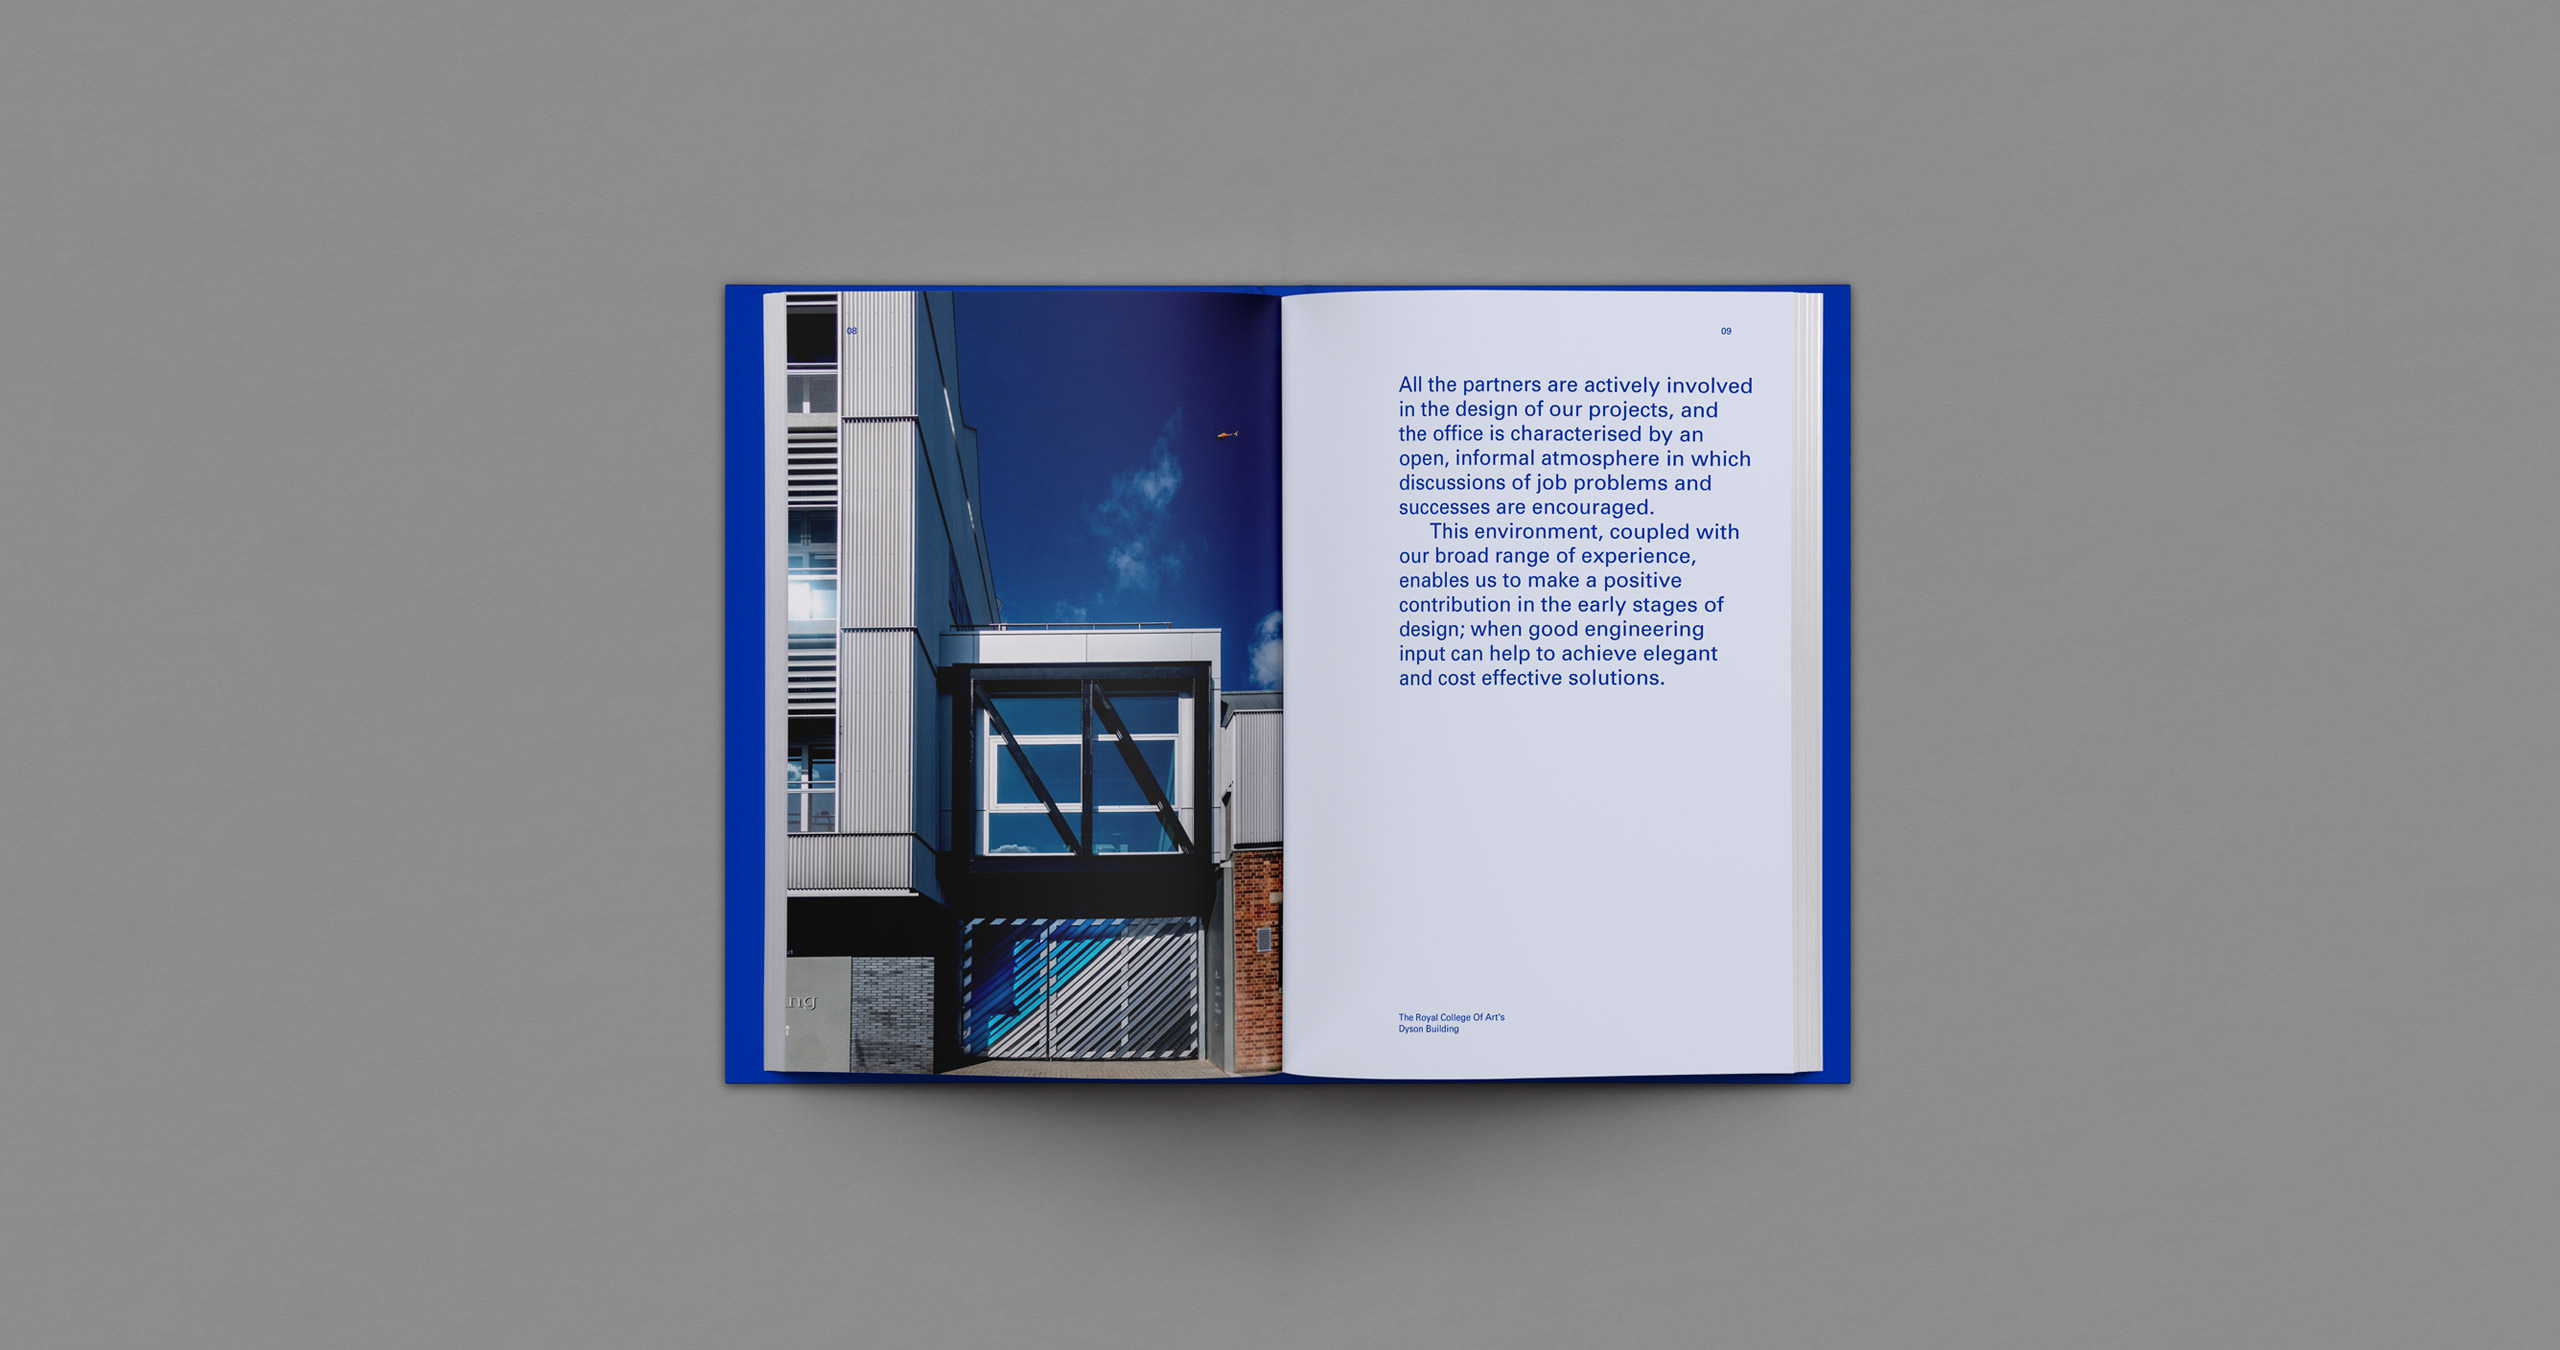 08
ng
09
All the partners are actively involved
in the design of our projects, and
the office is characterised by an
open, informal atmosphere in which
discussions of job problems and
successes are encouraged.
This environment, coupled with
our broad range of experience,
enables us to make a positive
contribution in the early stages of
design; when good engineering
input can help to achieve elegant
and cost effective solutions.
The Royal College Of Art's
Dyson Building